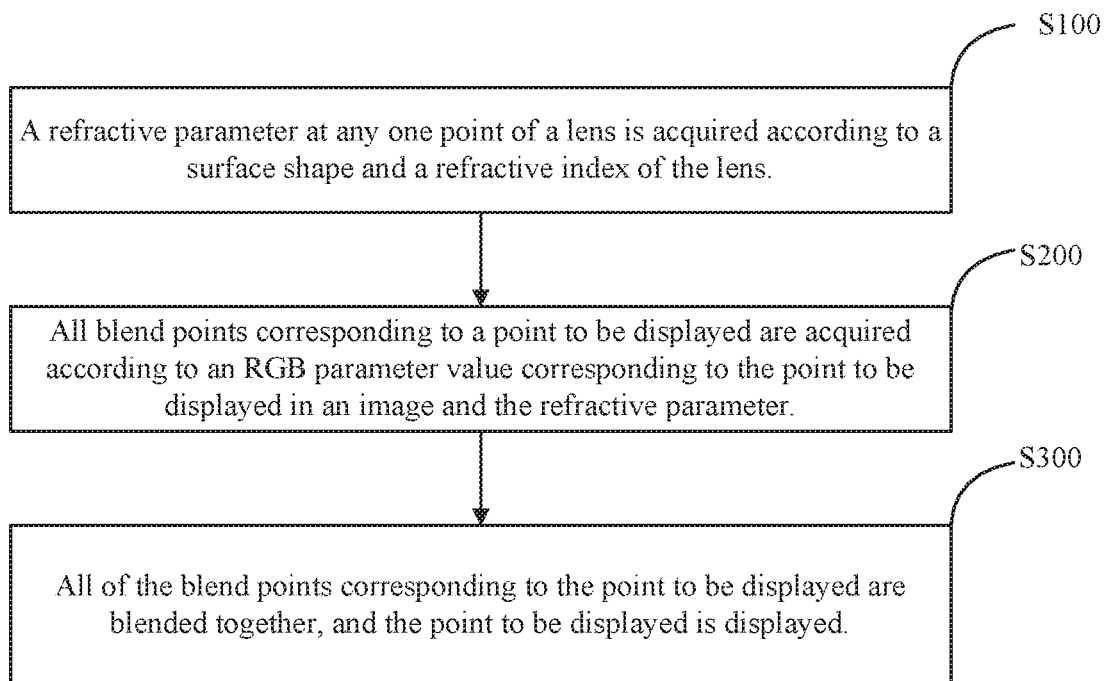 S100
A refractive parameter at any one point of a lens is acquired according to a
surface shape and a refractive index of the lens.
S200
All blend points corresponding to a point to be displayed are acquired
according to an RGB parameter value corresponding to the point to be
displayed in an image and the refractive parameter.
S300
All of the blend points corresponding to the point to be displayed are
blended together, and the point to be displayed is displayed.